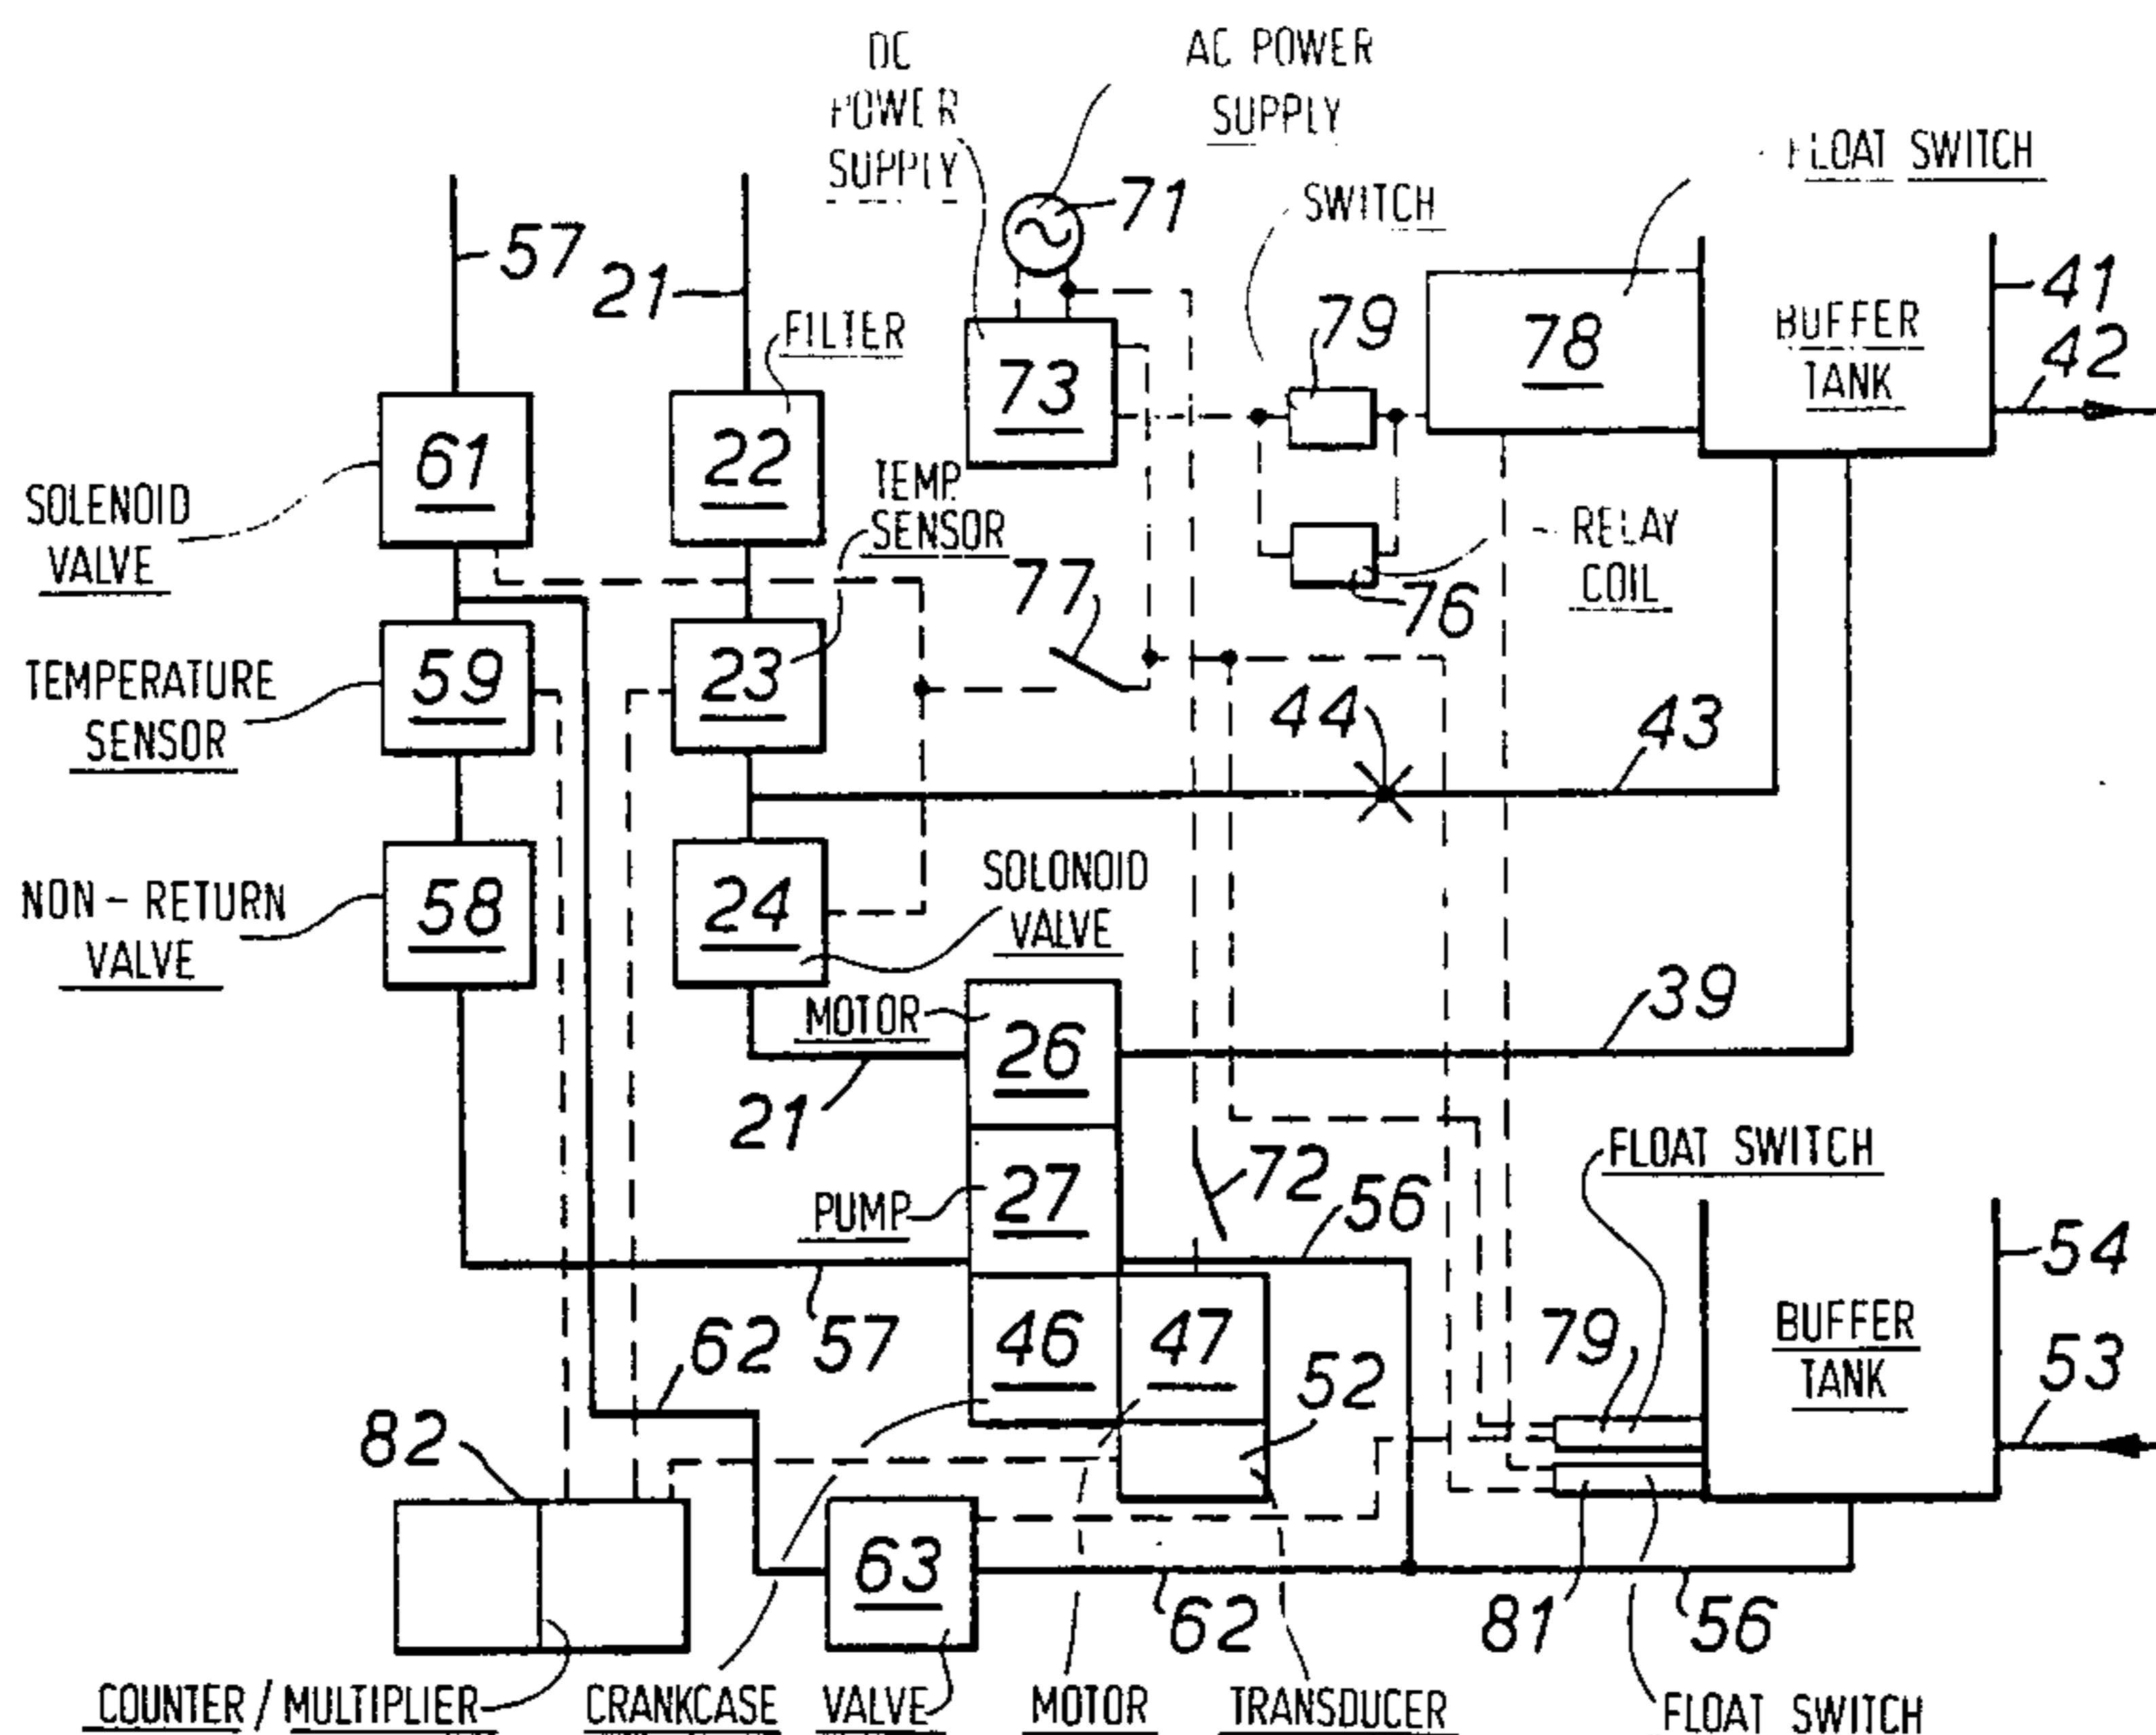 DC
POWER
SUPPLY
AC POWER
SUPPLY
FLOAT SWITCH
SWITCH
71
57
21
FILTER
79
78
BUFFER
TANK
41
42
73
61
22
TEMP.
SENSOR
SOLENOID
VALVE
RELAY
COIL
76
77
TEMPERATURE
SENSOR
59
23
44
43
NON-RETURN
VALVE
58
24
SOLONOID
VALVE
MOTOR
26
39
21
PUMP
27
72
56
FLOAT SWITCH
54
BUFFER
TANK
53
79
62
57
46
47
52
82
63
62
81
56
COUNTER/MULTIPLIER
CRANKCASE
VALVE
MOTOR
TRANSDUCER
FLOAT SWITCH